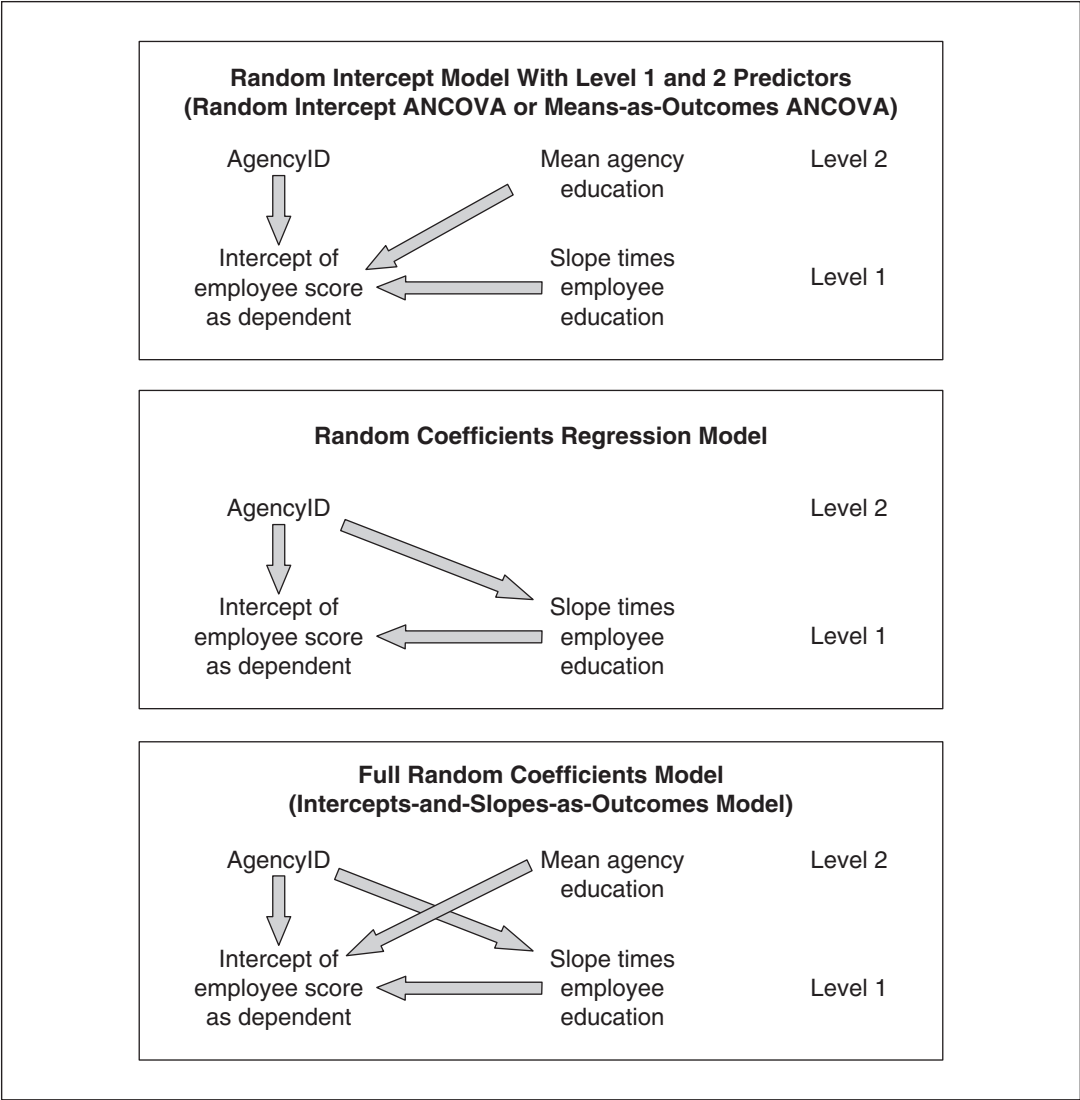 Random Intercept Model With Level 1 and 2 Predictors
(Random Intercept ANCOVA or Means-as-Outcomes ANCOVA)
AgencyID
Mean agency
education
Level 2
Intercept of
employee score
as dependent
Slope times
employee
education
Level 1
Random Coefficients Regression Model
AgencyID
Level 2
Intercept of
employee score
as dependent
Slope times
employee
education
Level 1
Full Random Coefficients Model
(Intercepts-and-Slopes-as-Outcomes Model)
AgencyID
Mean agency
education
Level 2
Intercept of
employee score
as dependent
Slope times
employee
education
Level 1